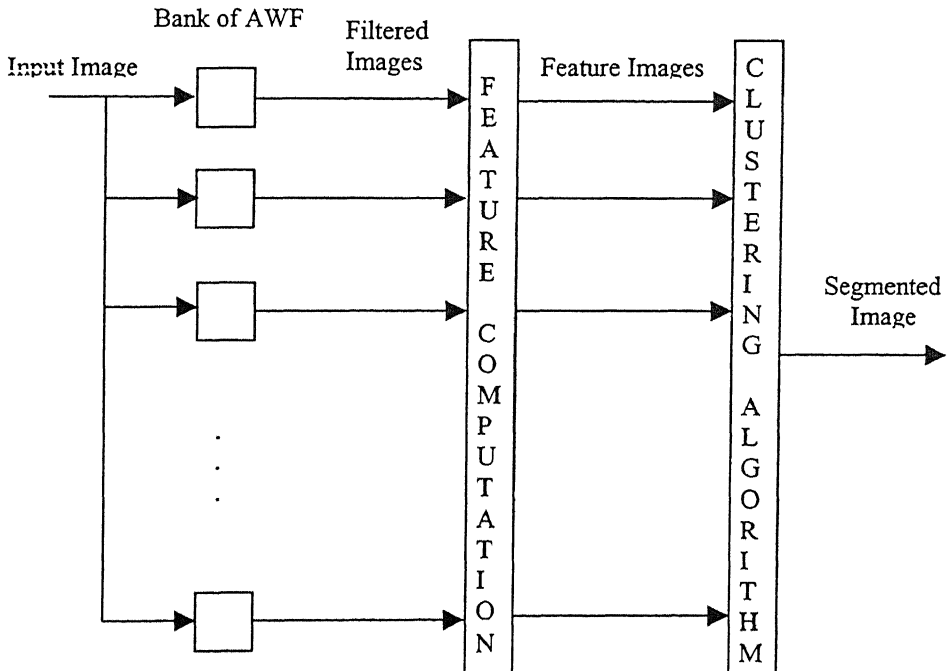 Bank of AWF
Filtered
Images
Input Image
Feature Images
FEATURE COMPUTATION
CLUSTERING ALGORITHM
Segmented
Image